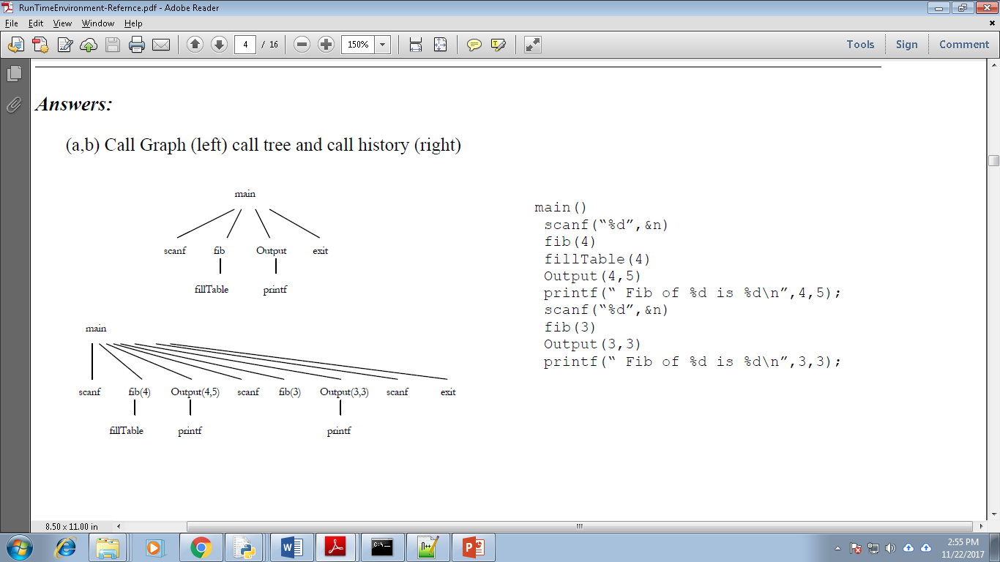 RunTimeEnvironment-Refernce.pdf - Adobe Reader
File Edit View Window Help
4 / 16 150% Tools Sign Comment
Answers:
(a,b) Call Graph (left) call tree and call history (right)
main
scanf fib Output exit
fillTable printf
main
scanf fib(4) Output(4,5) scanf fib(3) Output(3,3) scanf exit
fillTable printf printf
main()
scanf(“%d”,&n)
fib(4)
fillTable(4)
Output(4,5)
printf(“ Fib of %d is %d\n”,4,5);
scanf(“%d”,&n)
fib(3)
Output(3,3)
printf(“ Fib of %d is %d\n”,3,3);
8.50 x 11.00 in
2:55 PM
11/22/2017